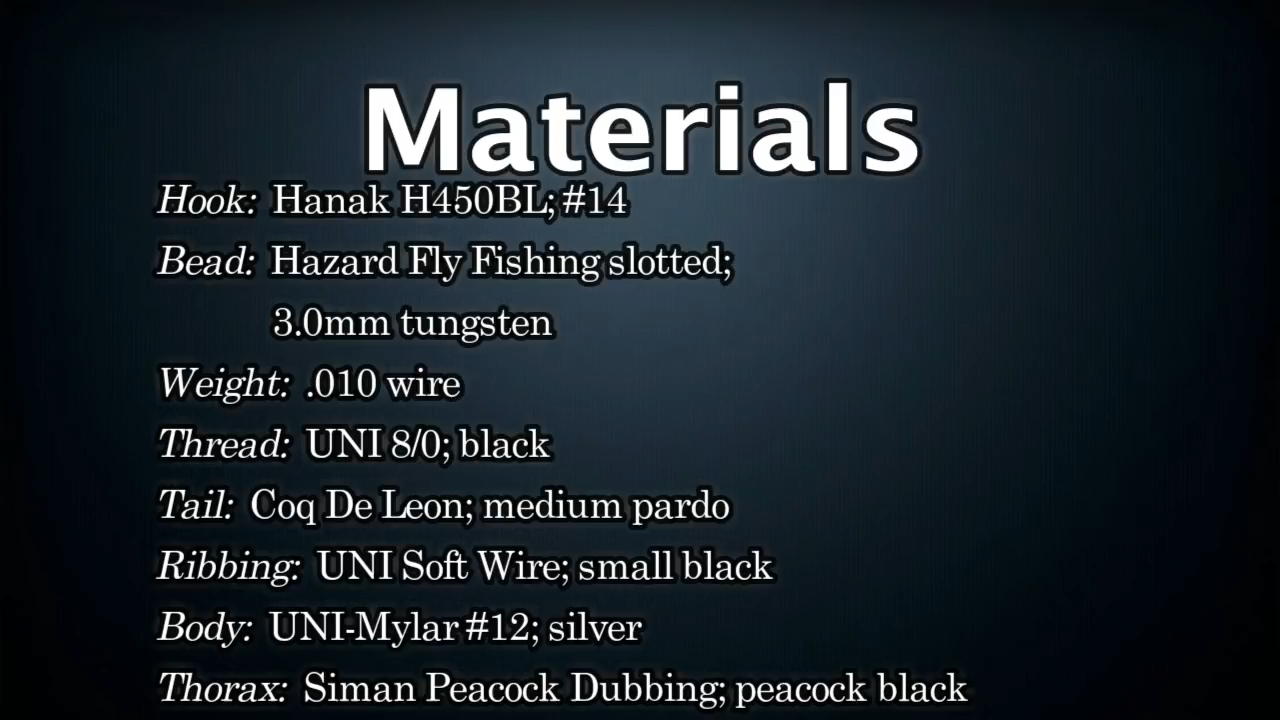 Materials
Hook: Hanak H450BL; #14
Bead: Hazard Fly Fishing slotted;
3.0mm tungsten
Weight: .010 wire
Thread: UNI 8/0; black
Tail: Coq De Leon; medium pardo
Ribbing: UNI Soft Wire; small black
Body: UNI-Mylar #12; silver
Thorax: Siman Peacock Dubbing; peacock black